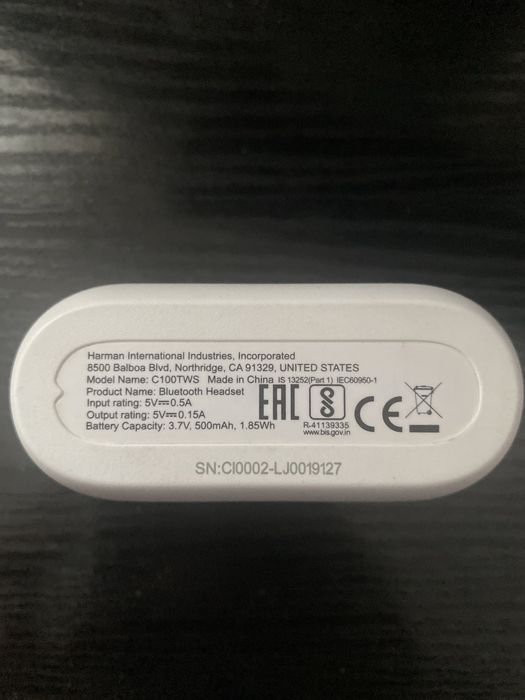 Harman International Industries, Incorporated
8500 Balboa Blvd, Northridge, CA 91329, UNITED STATES
Model Name: C100TWS Made in China IS 13252(Part 1) IEC60950-1
Product Name: Bluetooth Headset
Input rating: 5V⎓0.5A
Output rating: 5V⎓0.15A
Battery Capacity: 3.7V, 500mAh, 1.85Wh
EAC
R-41139335
www.bis.gov.in
CE
SN:CI0002-LJ0019127